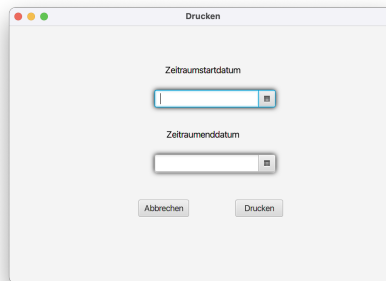 Drucken
Zeitraumstartdatum
Zeitraumenddatum
Abbrechen
Drucken